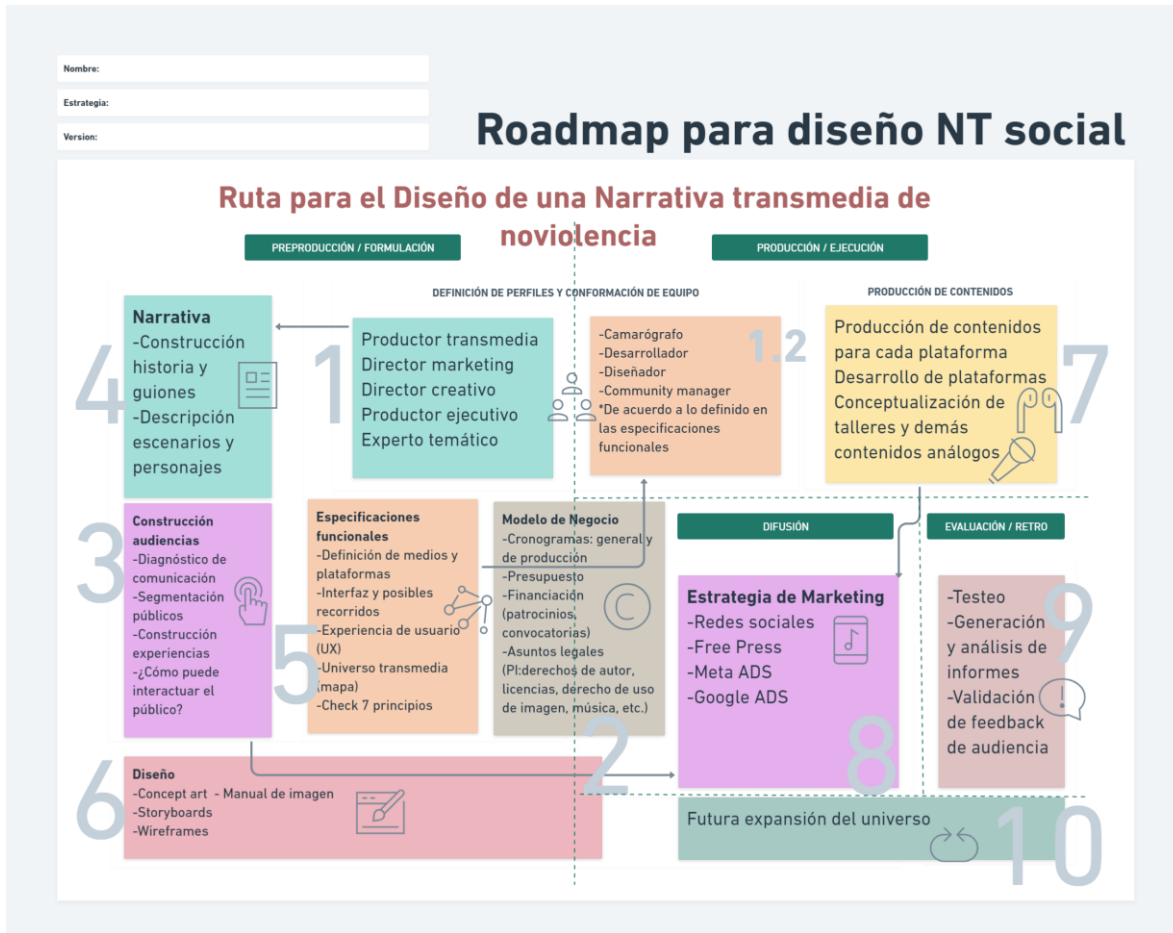 Nombre:
Estrategia:
Version:
Roadmap para diseño NT social
Ruta para el Diseño de una Narrativa transmedia de
noviolencia
PREPRODUCCIÓN / FORMULACIÓN
PRODUCCIÓN / EJECUCIÓN
DEFINICIÓN DE PERFILES Y CONFORMACIÓN DE EQUIPO
PRODUCCIÓN DE CONTENIDOS
4
Narrativa
-Construcción
historia y
guiones
-Descripción
escenarios y
personajes
1
Productor transmedia
Director marketing
Director creativo
Productor ejecutivo
Experto temático
1.2
-Camarógrafo
-Desarrollador
-Diseñador
-Community manager
*De acuerdo a lo definido en
las especificaciones
funcionales
7
Producción de contenidos
para cada plataforma
Desarrollo de plataformas
Conceptualización de
talleres y demás
contenidos análogos
3
Construcción
audiencias
-Diagnóstico de
comunicación
-Segmentación
públicos
-Construcción
experiencias
-¿Cómo puede
interactuar el
público?
5
Especificaciones
funcionales
-Definición de medios y
plataformas
-Interfaz y posibles
recorridos
-Experiencia de usuario
(UX)
-Universo transmedia
(mapa)
-Check 7 principios
2
Modelo de Negocio
-Cronogramas: general y
de producción
-Presupuesto
-Financiación
(patrocinios,
convocatorias)
-Asuntos legales
(PI:derechos de autor,
licencias, derecho de uso
de imagen, música, etc.)
C
DIFUSIÓN
EVALUACIÓN / RETRO
Estrategia de Marketing
-Redes sociales
-Free Press
-Meta ADS
-Google ADS
8
9
-Testeo
-Generación
y análisis de
informes
-Validación
de feedback
de audiencia
!
6
Diseño
-Concept art - Manual de imagen
-Storyboards
-Wireframes
Futura expansión del universo
10